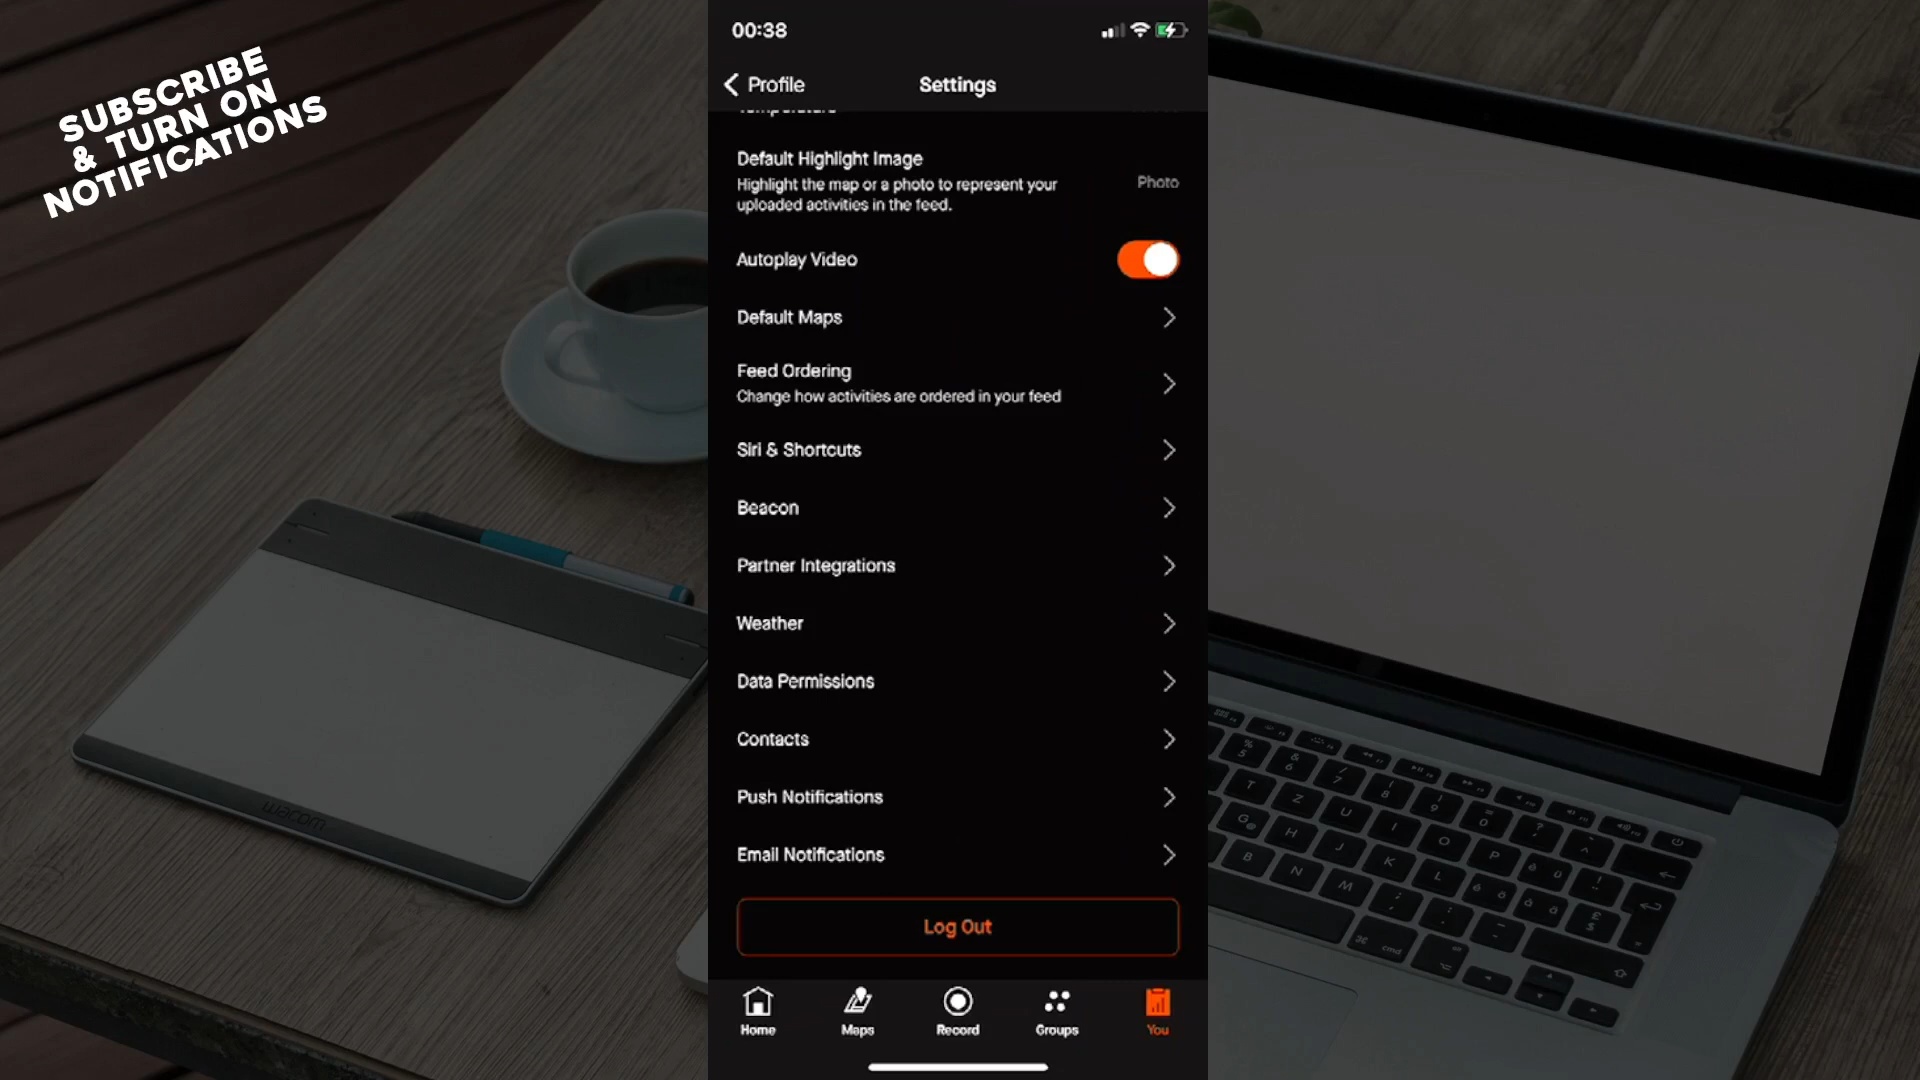 SUBSCRIBE
& TURN ON
NOTIFICATIONS
00:38
Profile
Settings
Temperature
Default Highlight Image
Highlight the map or a photo to represent your
uploaded activities in the feed.
Photo
Autoplay Video
Default Maps
Feed Ordering
Change how activities are ordered in your feed
Siri & Shortcuts
Beacon
Partner Integrations
Weather
Data Permissions
Contacts
Push Notifications
Email Notifications
Log Out
Home
Maps
Record
Groups
You
wacom